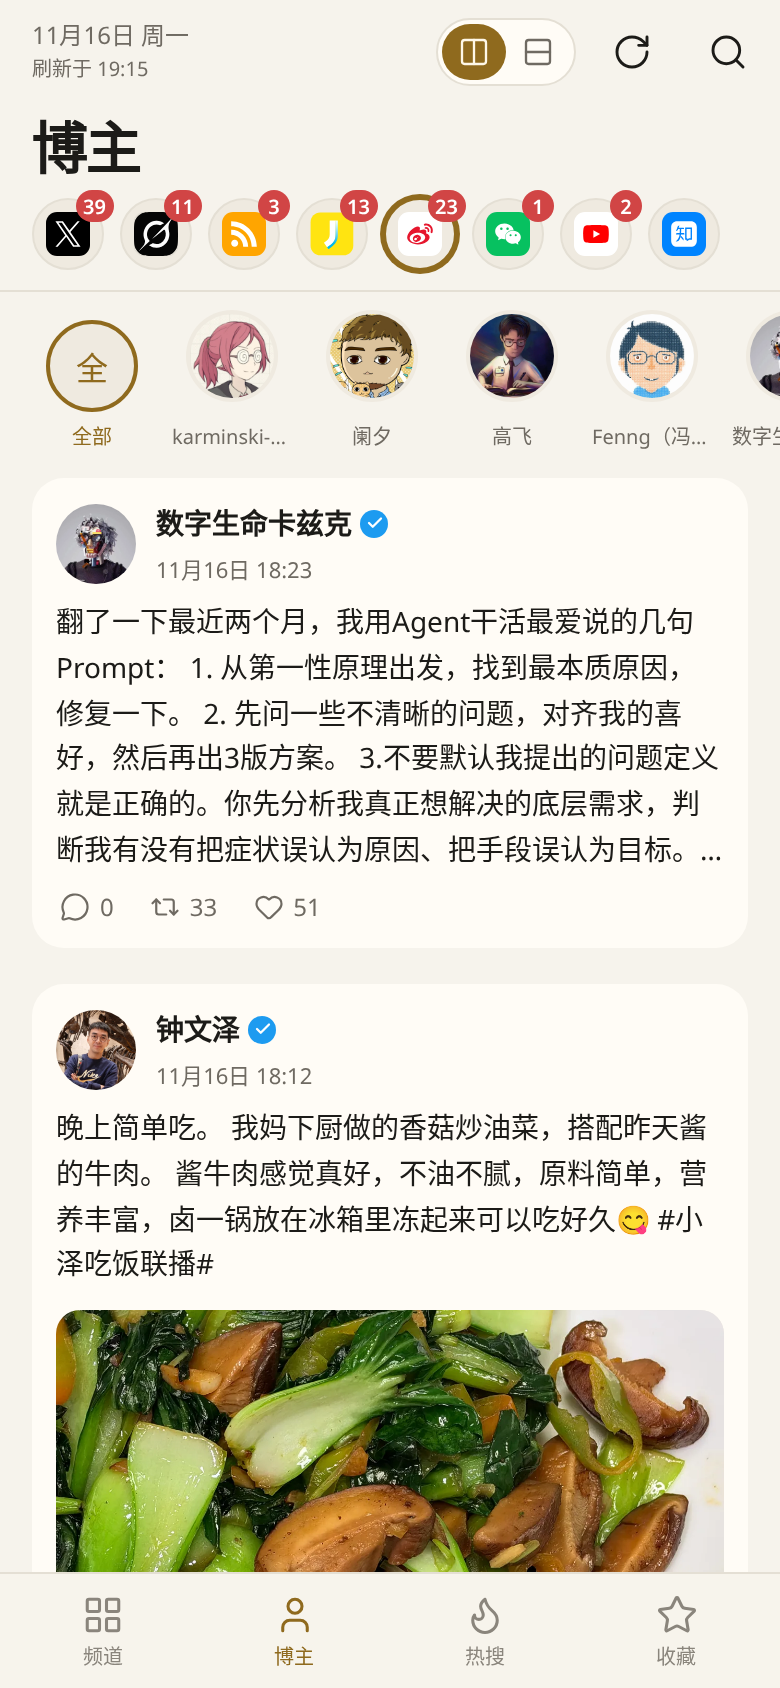 11月16日 周一
刷新于 19:15
博主
39
11
3
13
23
1
2
知
全
全部
karminski-...
阑夕
高飞
Fenng（冯...
数字生
数字生命卡兹克
11月16日 18:23
翻了一下最近两个月，我用Agent干活最爱说的几句
Prompt： 1. 从第一性原理出发，找到最本质原因，
修复一下。 2. 先问一些不清晰的问题，对齐我的喜
好，然后再出3版方案。 3.不要默认我提出的问题定义
就是正确的。你先分析我真正想解决的底层需求，判
断我有没有把症状误认为原因、把手段误认为目标。...
0
33
51
钟文泽
11月16日 18:12
晚上简单吃。 我妈下厨做的香菇炒油菜，搭配昨天酱
的牛肉。 酱牛肉感觉真好，不油不腻，原料简单，营
养丰富，卤一锅放在冰箱里冻起来可以吃好久😋 #小
泽吃饭联播#
频道
博主
热搜
收藏